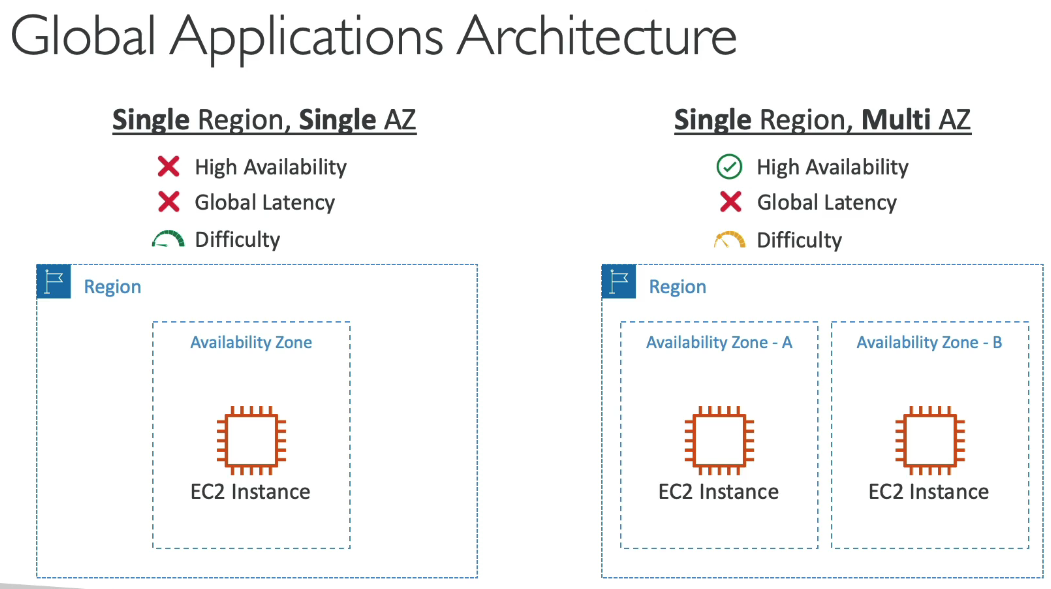 Global Applications Architecture
Single Region, Single AZ
High Availability
Global Latency
Difficulty
Region
Availability Zone
EC2 Instance
Single Region, Multi AZ
High Availability
Global Latency
Difficulty
Region
Availability Zone - A
EC2 Instance
Availability Zone - B
EC2 Instance